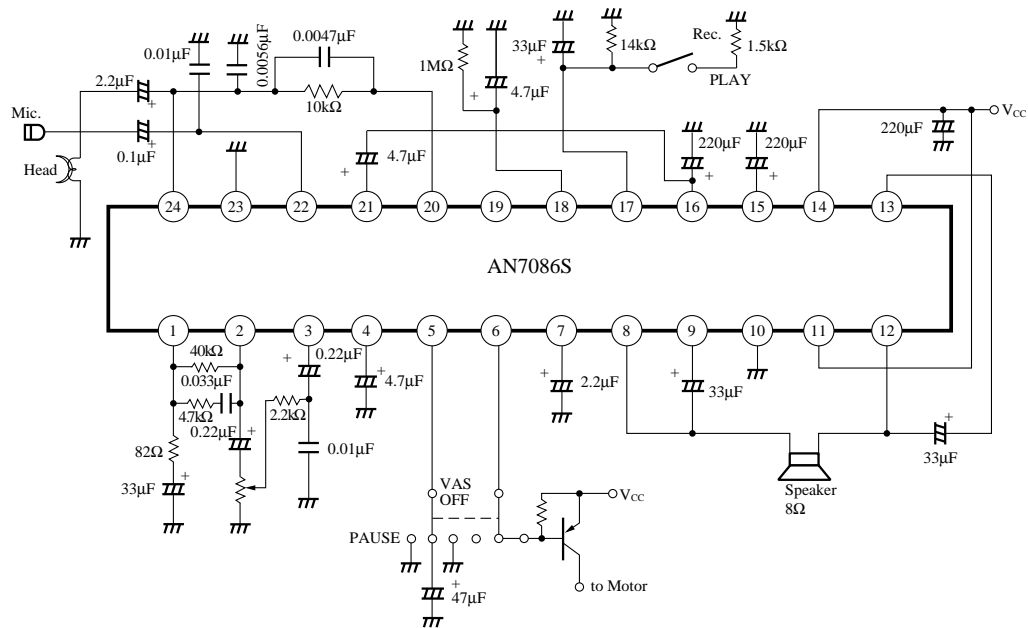 0.01µF
0.0056µF
0.0047µF
33µF
14kΩ
Rec.
1.5kΩ
2.2µF
1MΩ
PLAY
+
+
+
4.7µF
10kΩ
Mic.
V_CC
220µF
+
0.1µF
4.7µF
+
220µF
+
220µF
+
Head
24
23
22
21
20
19
18
17
16
15
14
13
AN7086S
1
2
3
4
5
6
7
8
9
10
11
12
40kΩ
+
0.22µF
0.033µF
+
4.7µF
+
2.2µF
+
33µF
47kΩ
2.2kΩ
0.22µF
+
+
82Ω
0.01µF
33µF
33µF
+
VAS
OFF
Speaker
8Ω
V_CC
PAUSE
+
47µF
to Motor